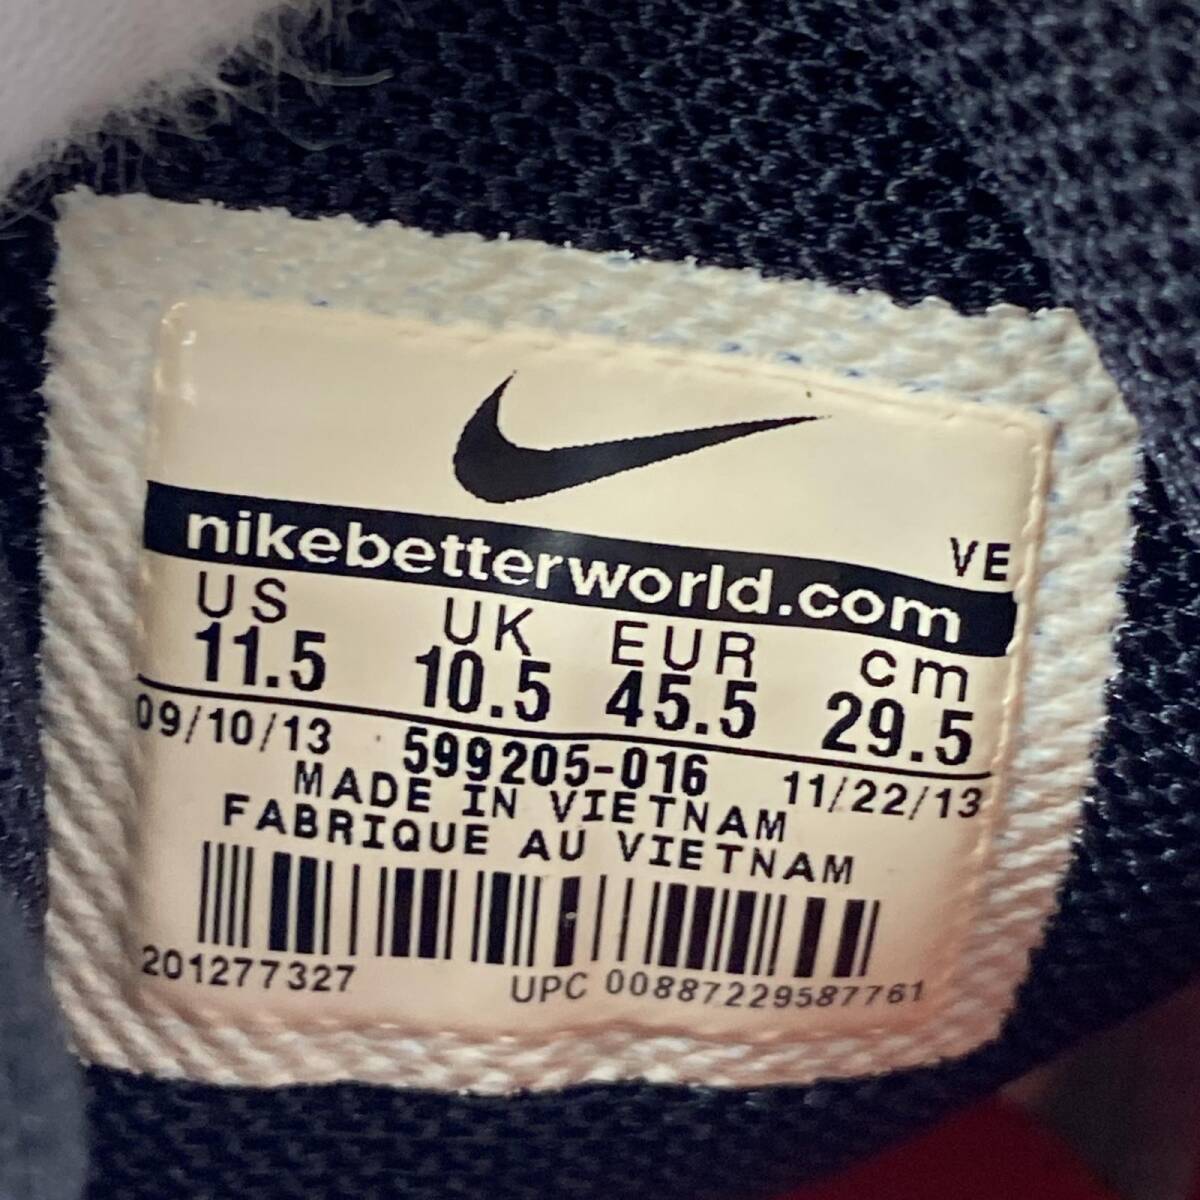 VE
nikebetterworld.com
US UK EUR cm
11.5 10.5 45.5 29.5
09/10/13 599205-016 11/22/13
MADE IN VIETNAM
FABRIQUE AU VIETNAM
201277327 UPC 00887229587761